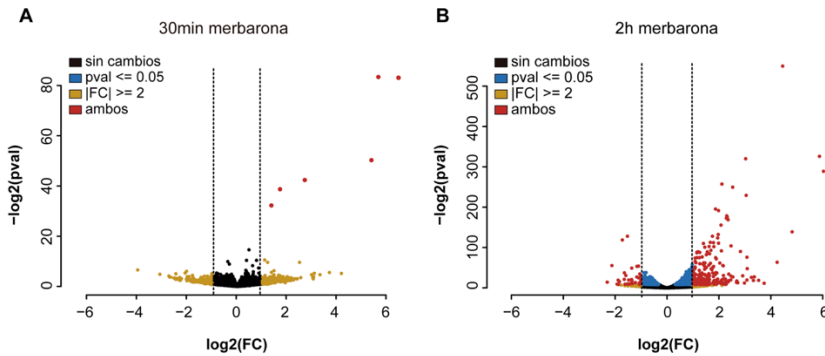 A
30min merbarona
sin cambios
pval <= 0.05
|FC| >= 2
ambos
80
60
40
20
0
−log2(pval)
−6 −4 −2 0 2 4 6
log2(FC)
B
2h merbarona
sin cambios
pval <= 0.05
|FC| >= 2
ambos
500
400
300
200
100
0
−log2(pval)
−6 −4 −2 0 2 4 6
log2(FC)